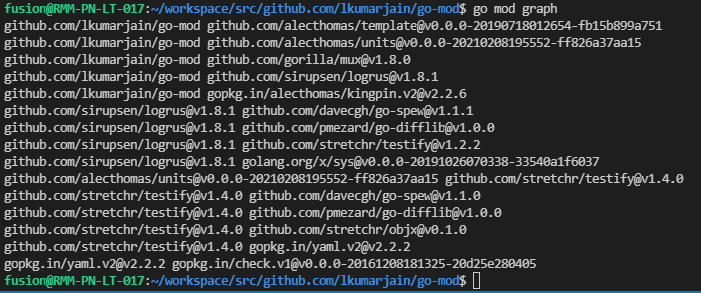 fusion@RMM-PN-LT-017:~/workspace/src/github.com/lkumarjain/go-mod$ go mod graph
github.com/lkumarjain/go-mod github.com/alecthomas/template@v0.0.0-20190718012654-fb15b899a751
github.com/lkumarjain/go-mod github.com/alecthomas/units@v0.0.0-20210208195552-ff826a37aa15
github.com/lkumarjain/go-mod github.com/gorilla/mux@v1.8.0
github.com/lkumarjain/go-mod github.com/sirupsen/logrus@v1.8.1
github.com/lkumarjain/go-mod gopkg.in/alecthomas/kingpin.v2@v2.2.6
github.com/sirupsen/logrus@v1.8.1 github.com/davecgh/go-spew@v1.1.1
github.com/sirupsen/logrus@v1.8.1 github.com/pmezard/go-difflib@v1.0.0
github.com/sirupsen/logrus@v1.8.1 github.com/stretchr/testify@v1.2.2
github.com/sirupsen/logrus@v1.8.1 golang.org/x/sys@v0.0.0-20191026070338-33540a1f6037
github.com/alecthomas/units@v0.0.0-20210208195552-ff826a37aa15 github.com/stretchr/testify@v1.4.0
github.com/stretchr/testify@v1.4.0 github.com/davecgh/go-spew@v1.1.0
github.com/stretchr/testify@v1.4.0 github.com/pmezard/go-difflib@v1.0.0
github.com/stretchr/testify@v1.4.0 github.com/stretchr/objx@v0.1.0
github.com/stretchr/testify@v1.4.0 gopkg.in/yaml.v2@v2.2.2
gopkg.in/yaml.v2@v2.2.2 gopkg.in/check.v1@v0.0.0-20161208181325-20d25e280405
fusion@RMM-PN-LT-017:~/workspace/src/github.com/lkumarjain/go-mod$